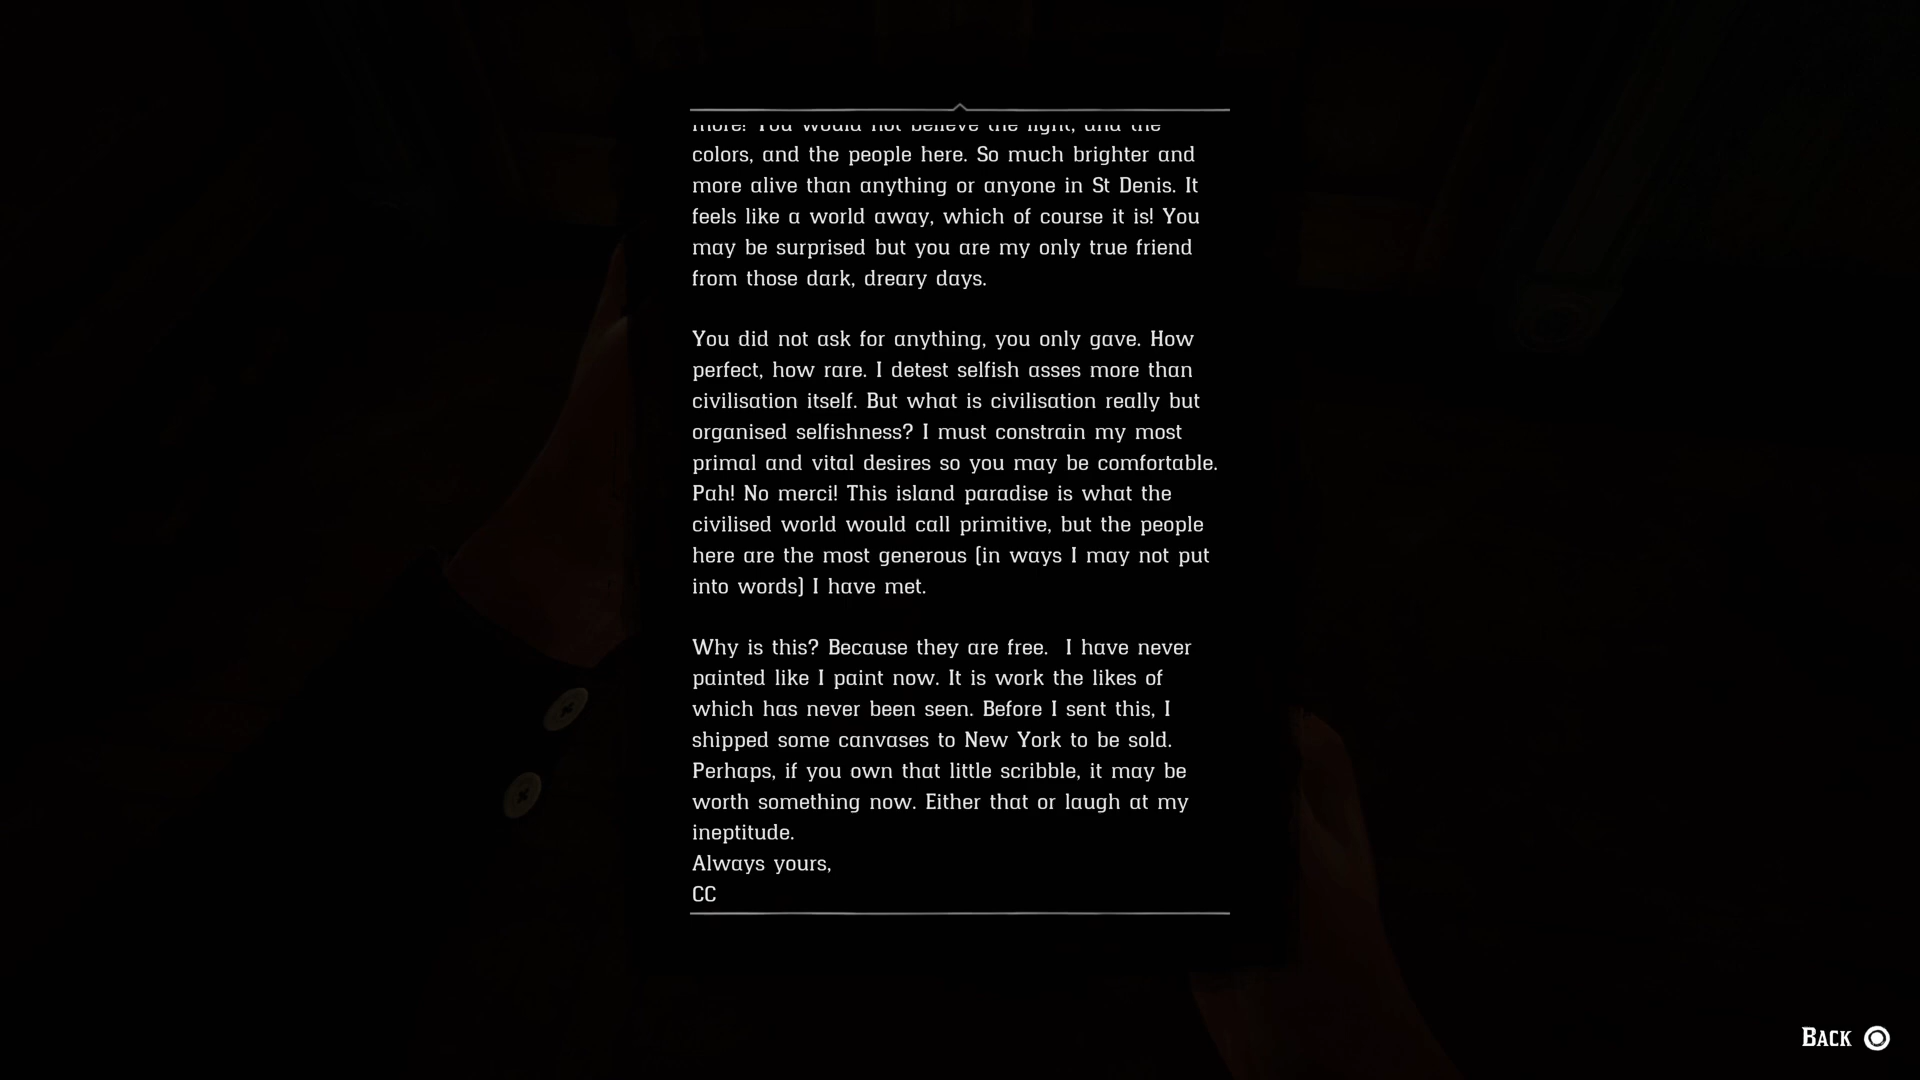 more! You would not believe the light, and the
colors, and the people here. So much brighter and
more alive than anything or anyone in St Denis. It
feels like a world away, which of course it is! You
may be surprised but you are my only true friend
from those dark, dreary days.
You did not ask for anything, you only gave. How
perfect, how rare. I detest selfish asses more than
civilisation itself. But what is civilisation really but
organised selfishness? I must constrain my most
primal and vital desires so you may be comfortable.
Pah! No merci! This island paradise is what the
civilised world would call primitive, but the people
here are the most generous (in ways I may not put
into words) I have met.
Why is this? Because they are free.  I have never
painted like I paint now. It is work the likes of
which has never been seen. Before I sent this, I
shipped some canvases to New York to be sold.
Perhaps, if you own that little scribble, it may be
worth something now. Either that or laugh at my
ineptitude.
Always yours,
CC
BACK